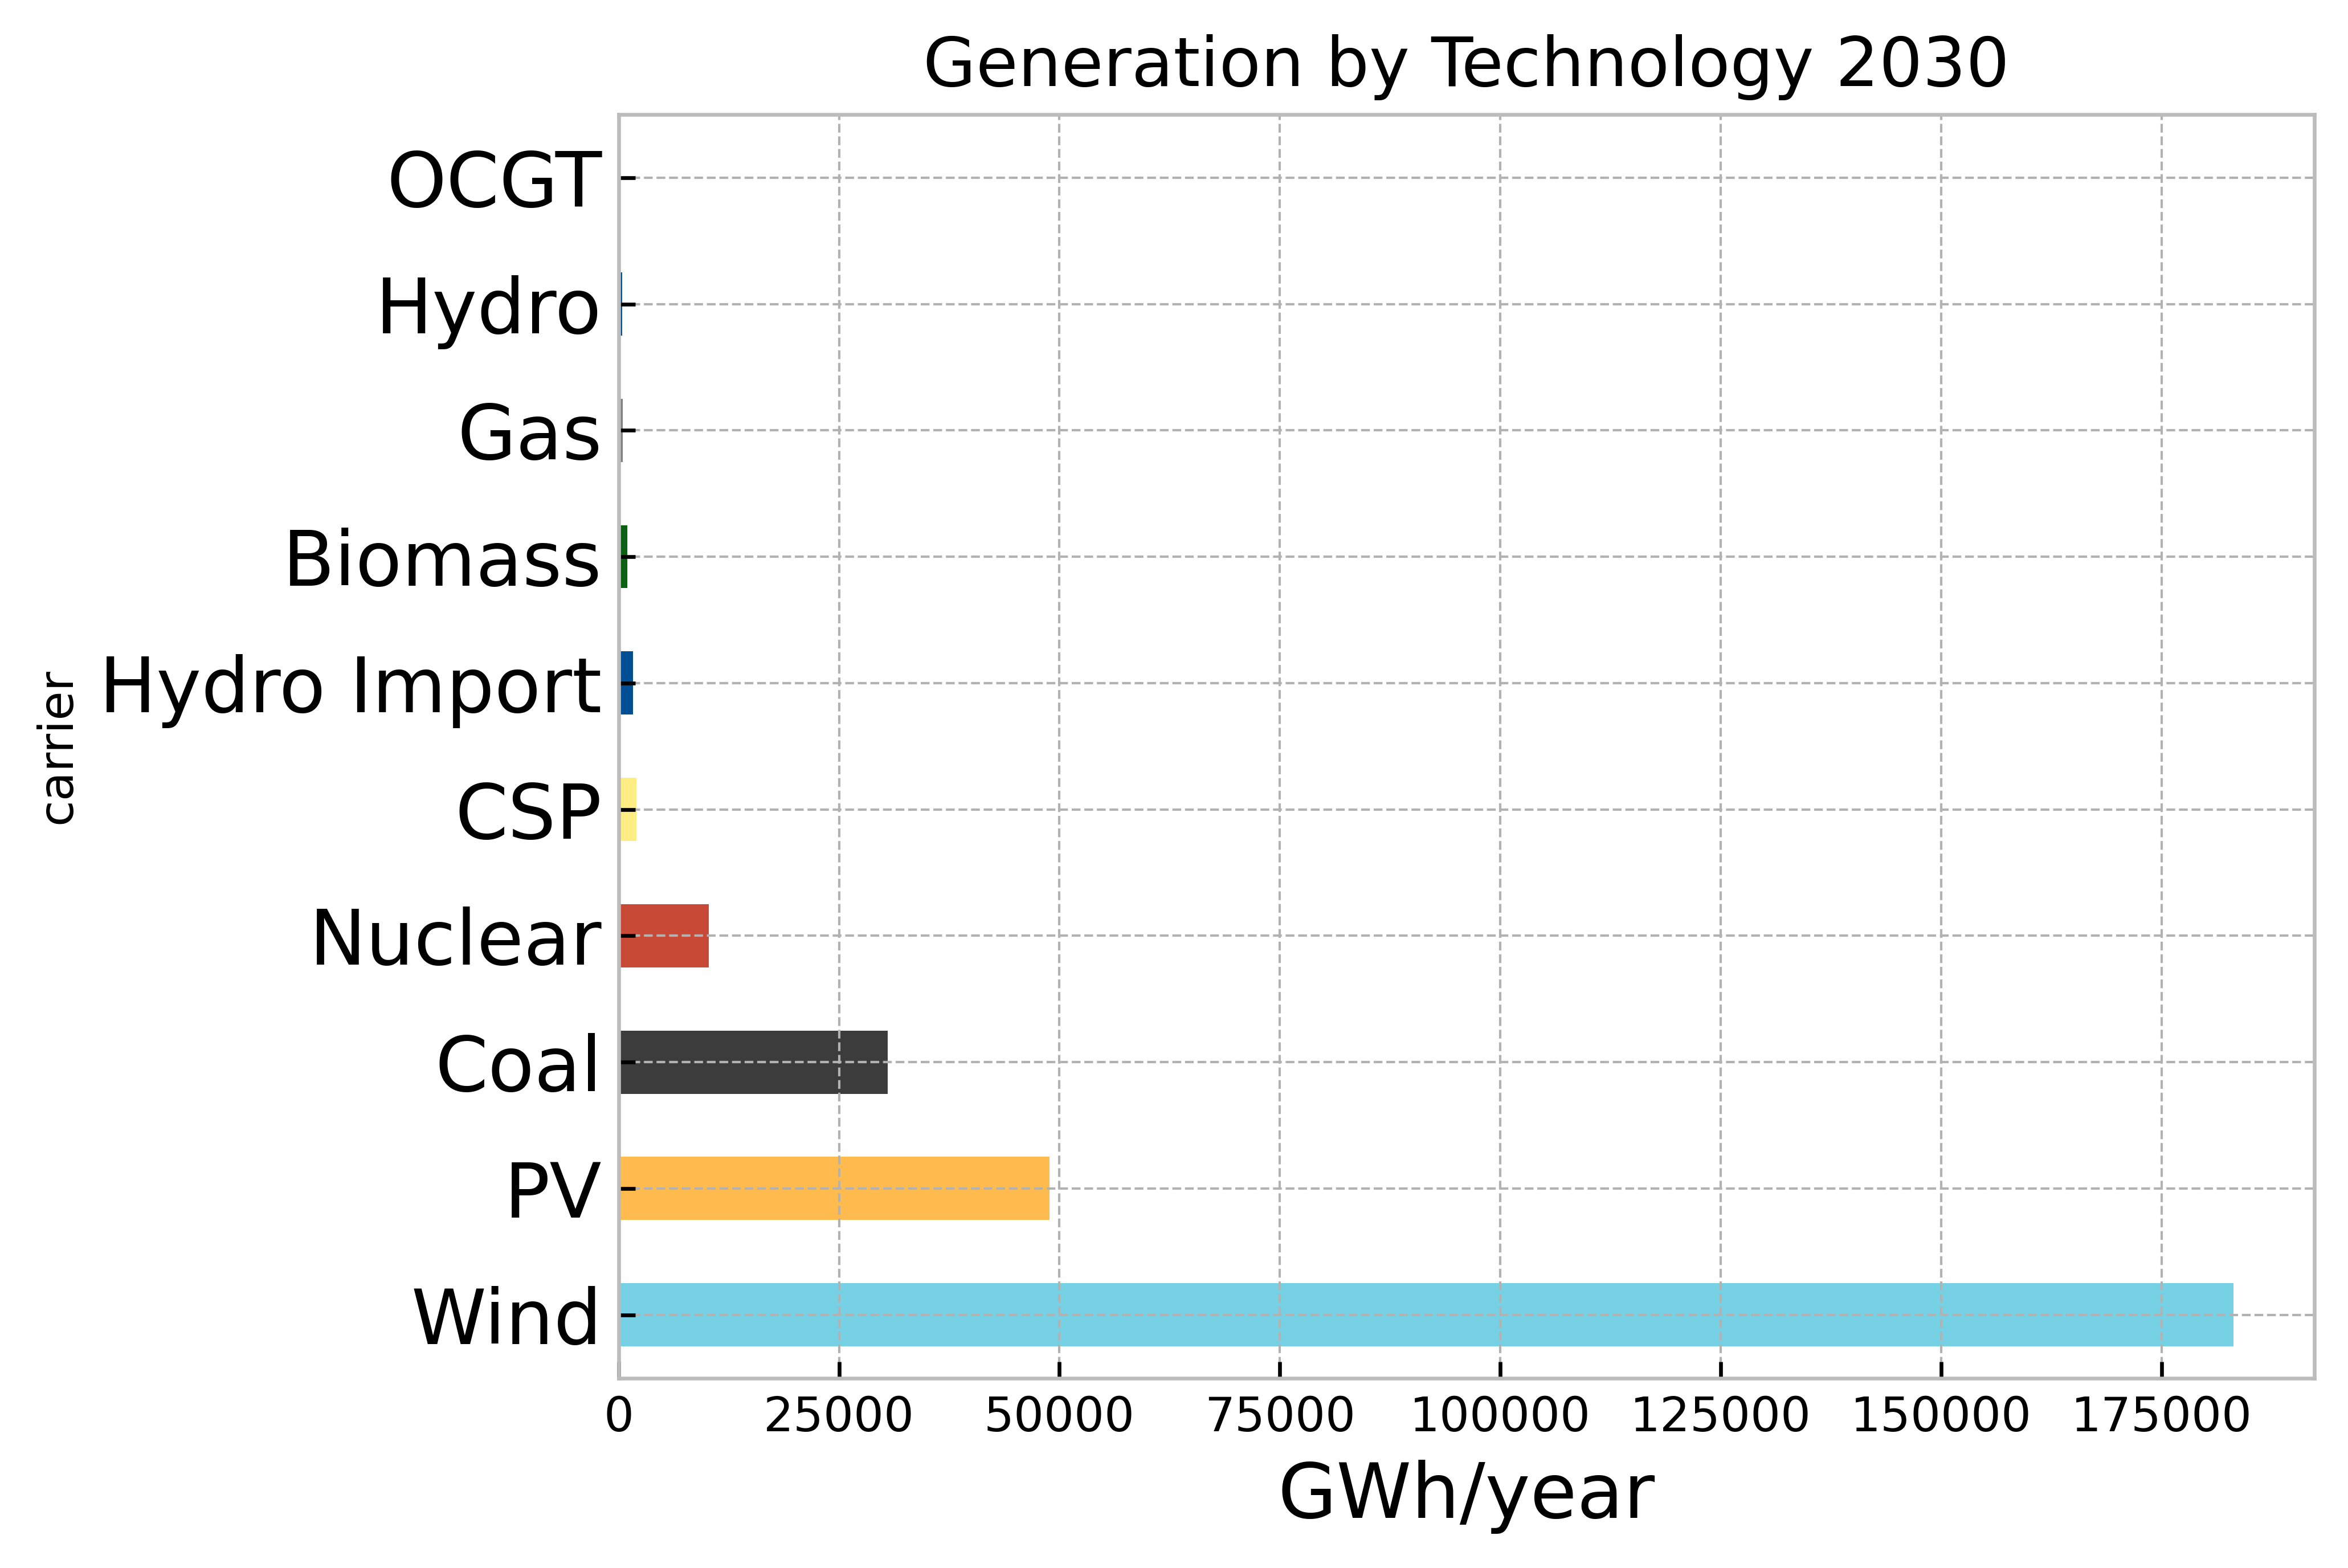 Generation by Technology 2030
OCGT
Hydro
Gas
Biomass
Hydro Import
CSP
Nuclear
Coal
PV
Wind
carrier
0 25000 50000 75000 100000 125000 150000 175000
GWh/year